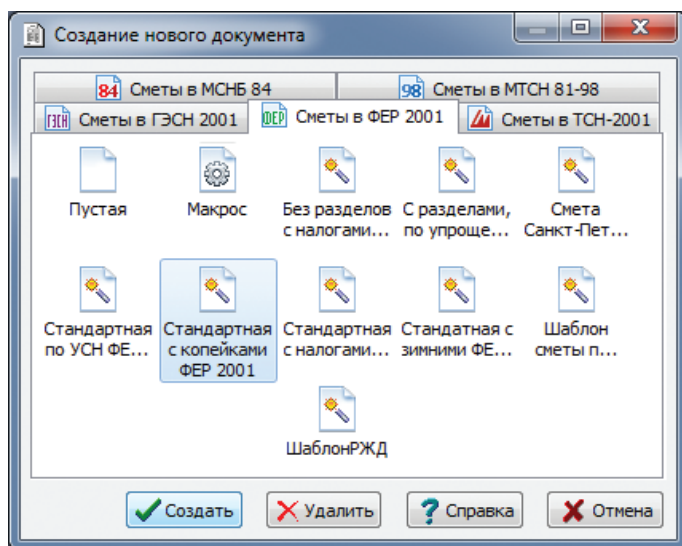 Создание нового документа
84 Сметы в МСНБ 84
98 Сметы в МТСН 81-98
ГЭСН Сметы в ГЭСН 2001
ФЕР Сметы в ФЕР 2001
Сметы в ТСН-2001
Пустая
Макрос
Без разделов
с налогами...
С разделами,
по упроще...
Смета
Санкт-Пет...
Стандартная
по УСН ФЕ...
Стандартная
с копейками
ФЕР 2001
Стандартная
с налогами...
Стандатная с
зимними ФЕ...
Шаблон
сметы п...
ШаблонРЖД
Создать
Удалить
? Справка
Отмена